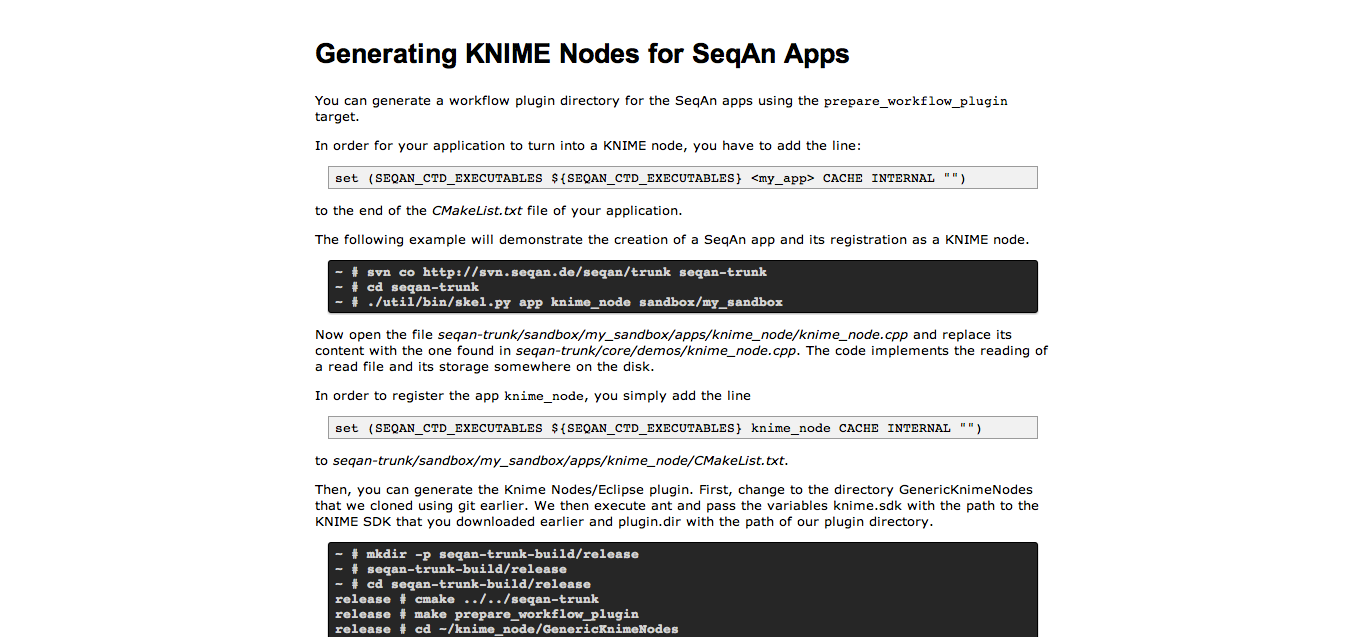 Generating KNIME Nodes for SeqAn Apps
You can generate a workflow plugin directory for the SeqAn apps using the prepare_workflow_plugin
target.
In order for your application to turn into a KNIME node, you have to add the line:
set (SEQAN_CTD_EXECUTABLES ${SEQAN_CTD_EXECUTABLES} <my_app> CACHE INTERNAL "")
to the end of the CMakeList.txt file of your application.
The following example will demonstrate the creation of a SeqAn app and its registration as a KNIME node.
~ # svn co http://svn.seqan.de/seqan/trunk seqan-trunk
~ # cd seqan-trunk
~ # ./util/bin/skel.py app knime_node sandbox/my_sandbox
Now open the file seqan-trunk/sandbox/my_sandbox/apps/knime_node/knime_node.cpp and replace its
content with the one found in seqan-trunk/core/demos/knime_node.cpp. The code implements the reading of
a read file and its storage somewhere on the disk.
In order to register the app knime_node, you simply add the line
set (SEQAN_CTD_EXECUTABLES ${SEQAN_CTD_EXECUTABLES} knime_node CACHE INTERNAL "")
to seqan-trunk/sandbox/my_sandbox/apps/knime_node/CMakeList.txt.
Then, you can generate the Knime Nodes/Eclipse plugin. First, change to the directory GenericKnimeNodes
that we cloned using git earlier. We then execute ant and pass the variables knime.sdk with the path to the
KNIME SDK that you downloaded earlier and plugin.dir with the path of our plugin directory.
~ # mkdir -p seqan-trunk-build/release
~ # seqan-trunk-build/release
~ # cd seqan-trunk-build/release
release # cmake ../../seqan-trunk
release # make prepare_workflow_plugin
release # cd ~/knime_node/GenericKnimeNodes